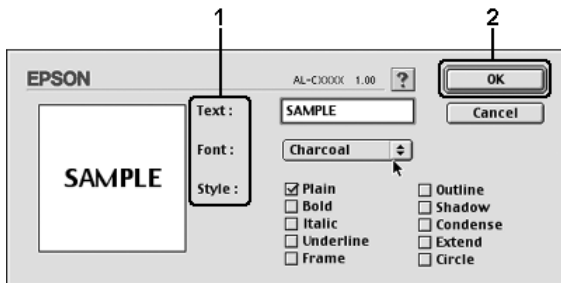 1
2
EPSON
AL-CXXXX 1.00
?
OK
Text :
SAMPLE
Cancel
Font :
Charcoal
SAMPLE
Style :
Plain
Outline
Bold
Shadow
Italic
Condense
Underline
Extend
Frame
Circle